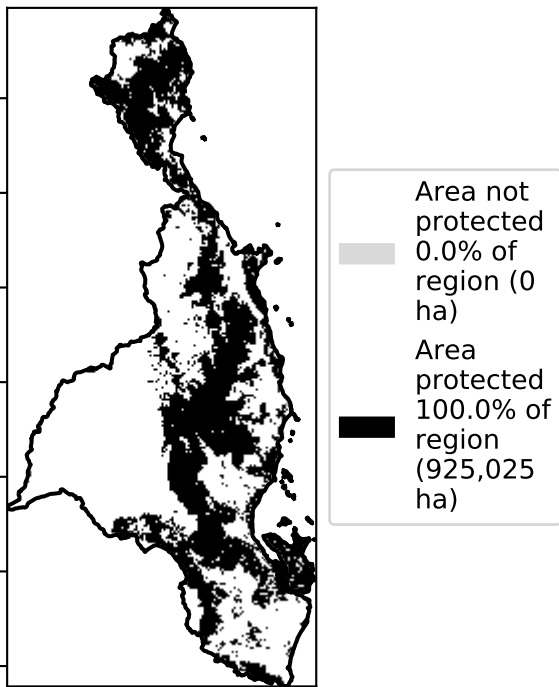 Area not
protected
0.0% of
region (0
ha)
Area
protected
100.0% of
region
(925,025
ha)